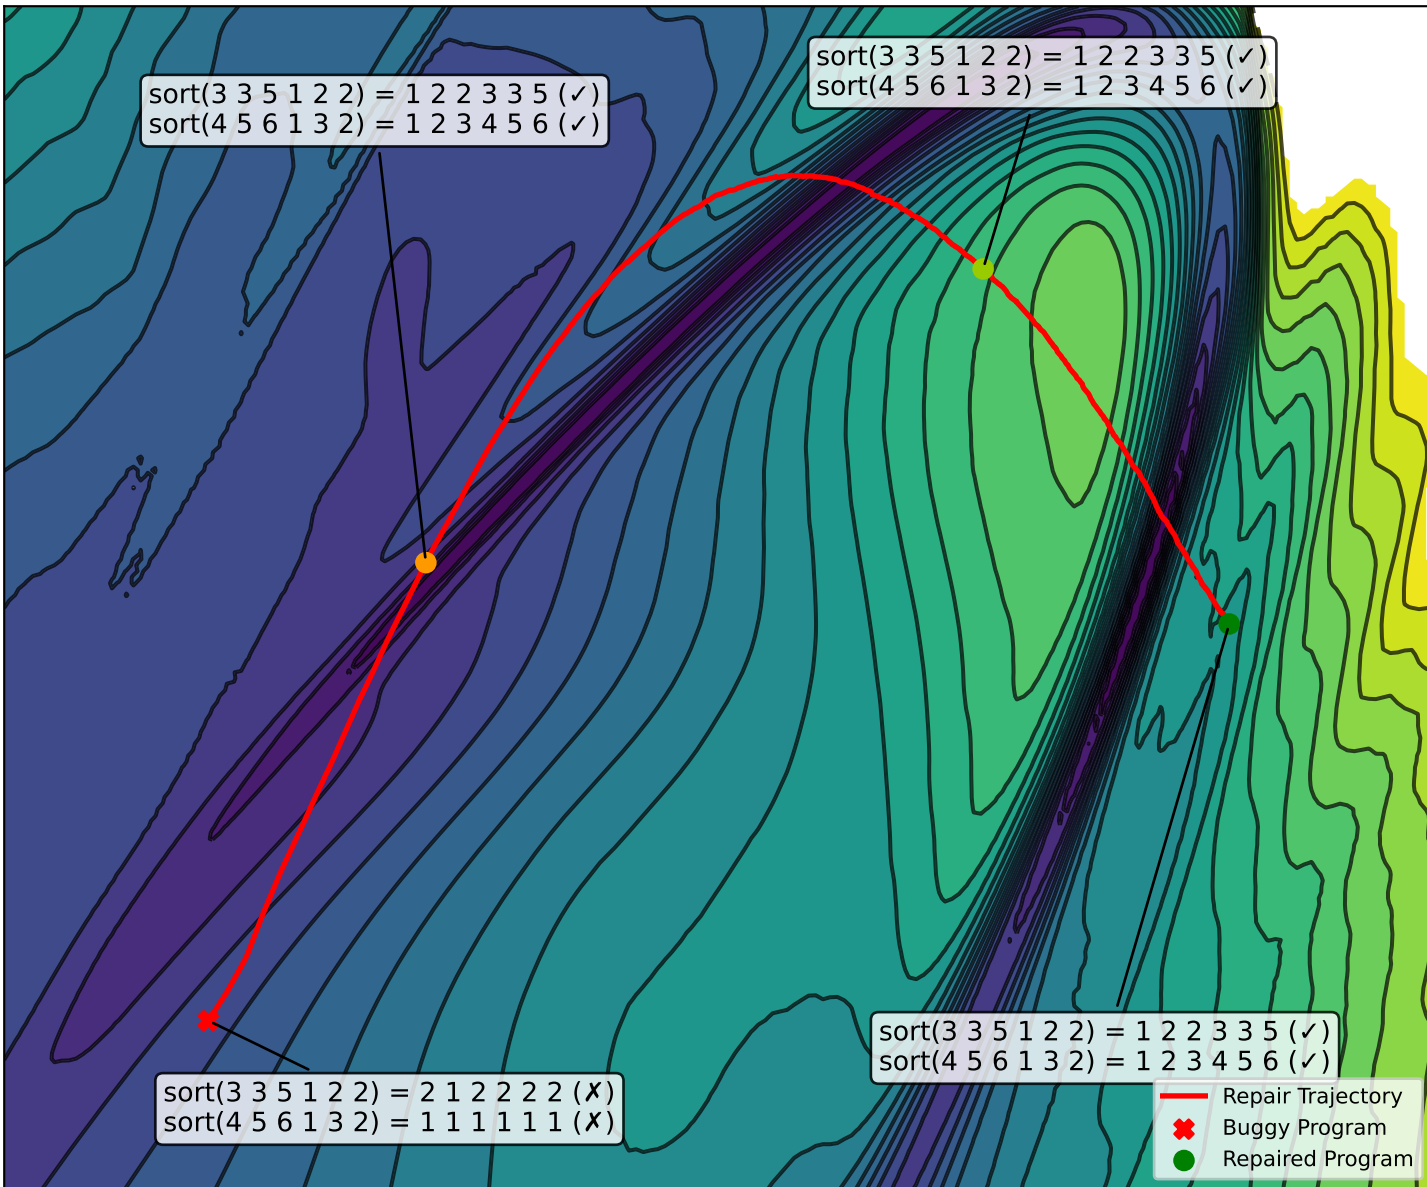 sort(3 3 5 1 2 2) = 1 2 2 3 3 5 (✓)
sort(4 5 6 1 3 2) = 1 2 3 4 5 6 (✓)
sort(3 3 5 1 2 2) = 1 2 2 3 3 5 (✓)
sort(4 5 6 1 3 2) = 1 2 3 4 5 6 (✓)
sort(3 3 5 1 2 2) = 1 2 2 3 3 5 (✓)
sort(4 5 6 1 3 2) = 1 2 3 4 5 6 (✓)
sort(3 3 5 1 2 2) = 2 1 2 2 2 2 (✗)
sort(4 5 6 1 3 2) = 1 1 1 1 1 1 (✗)
Repair Trajectory
Buggy Program
Repaired Program